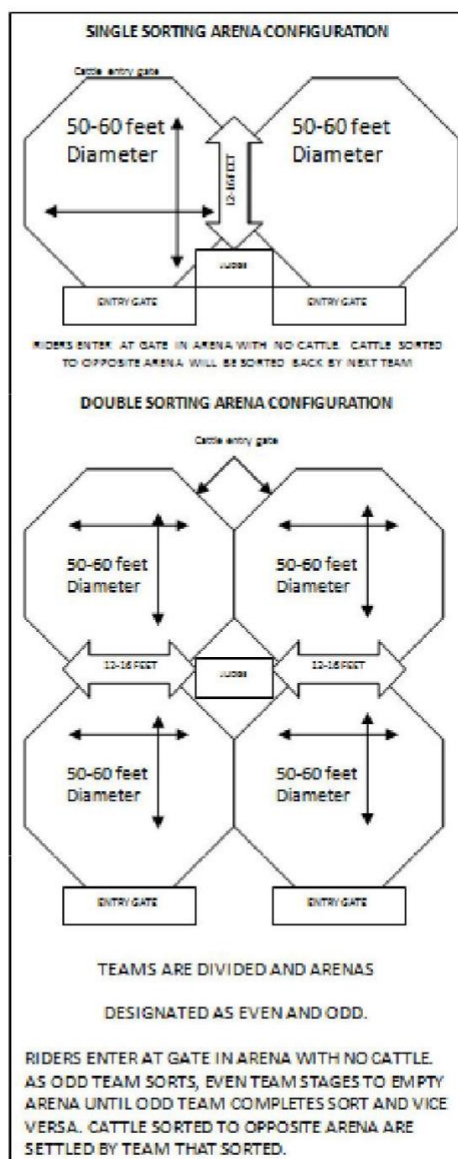 SINGLE SORTING ARENA CONFIGURATION
Cattle entry gate
50-60 feet
Diameter
50-60 feet
Diameter
12-16 FEET
JUDGE
ENTRY GATE
ENTRY GATE
RIDERS ENTER AT GATE IN ARENA WITH NO CATTLE. CATTLE SORTED
TO OPPOSITE ARENA WILL BE SORTED BACK BY NEXT TEAM
DOUBLE SORTING ARENA CONFIGURATION
Cattle entry gate
50-60 feet
Diameter
50-60 feet
Diameter
12-16 FEET
JUDGE
12-16 FEET
50-60 feet
Diameter
50-60 feet
Diameter
ENTRY GATE
ENTRY GATE
TEAMS ARE DIVIDED AND ARENAS
DESIGNATED AS EVEN AND ODD.
RIDERS ENTER AT GATE IN ARENA WITH NO CATTLE.
AS ODD TEAM SORTS, EVEN TEAM STAGES TO EMPTY
ARENA UNTIL ODD TEAM COMPLETES SORT AND VICE
VERSA. CATTLE SORTED TO OPPOSITE ARENA ARE
SETTLED BY TEAM THAT SORTED.